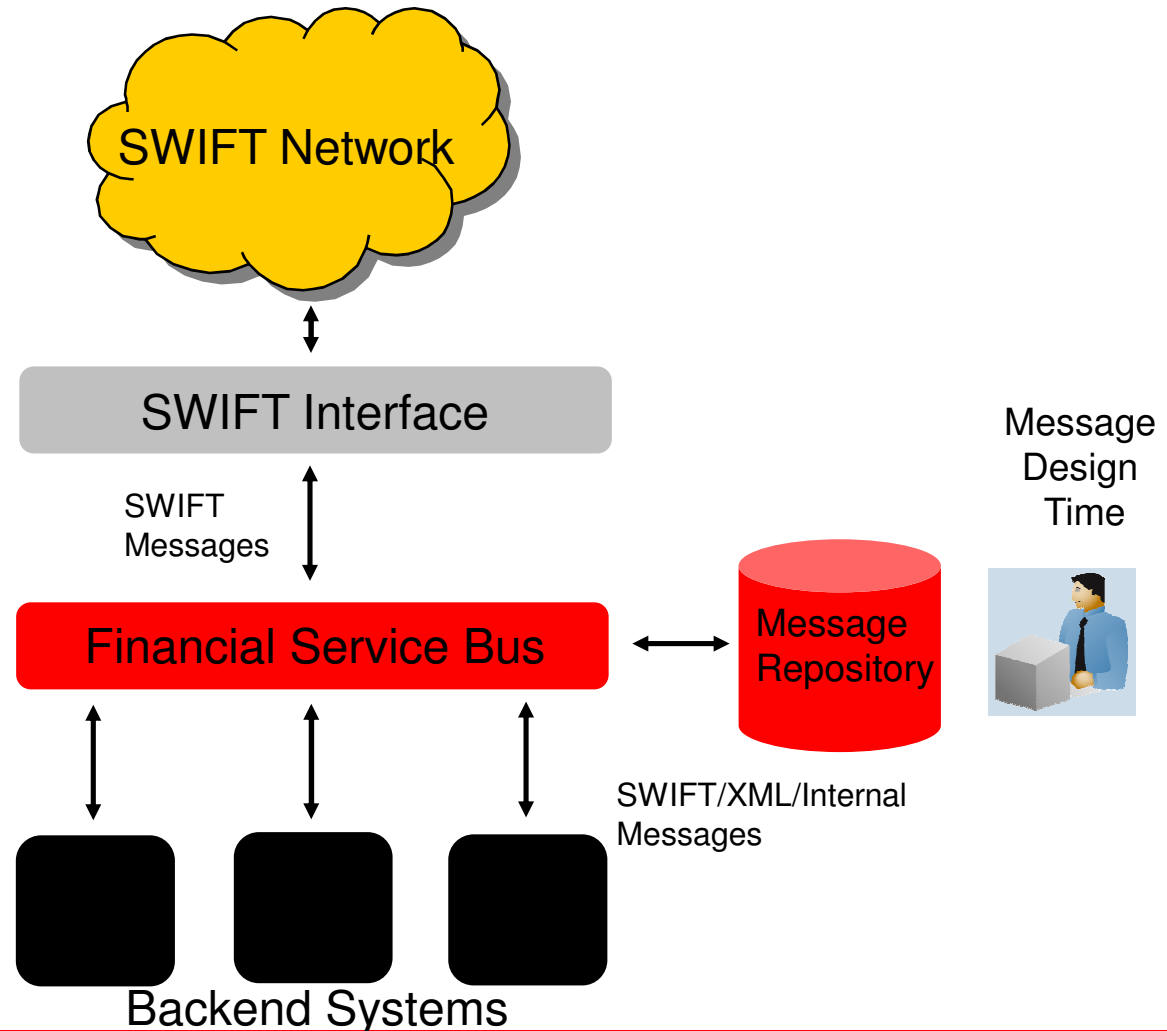 SWIFT Network
SWIFT Interface
Message
Design
Time
SWIFT
Messages
Financial Service Bus
Message
Repository
SWIFT/XML/Internal
Messages
Backend Systems